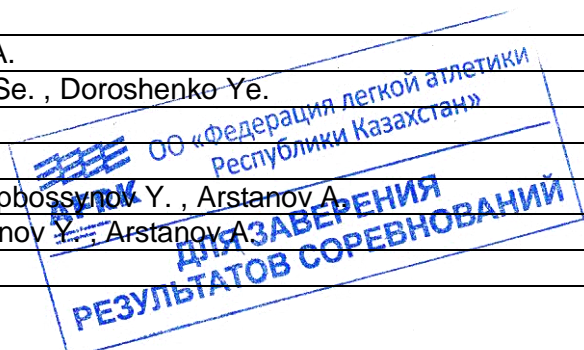 A.
Se. , Doroshenko Ye.
obossynov Y. , Arstanov A.
nov Y. , Arstanov A.
ОО «Федерация легкой атлетики
Республики Казахстан»
ДЛЯ ЗАВЕРЕНИЯ
РЕЗУЛЬТАТОВ СОРЕВНОВАНИЙ